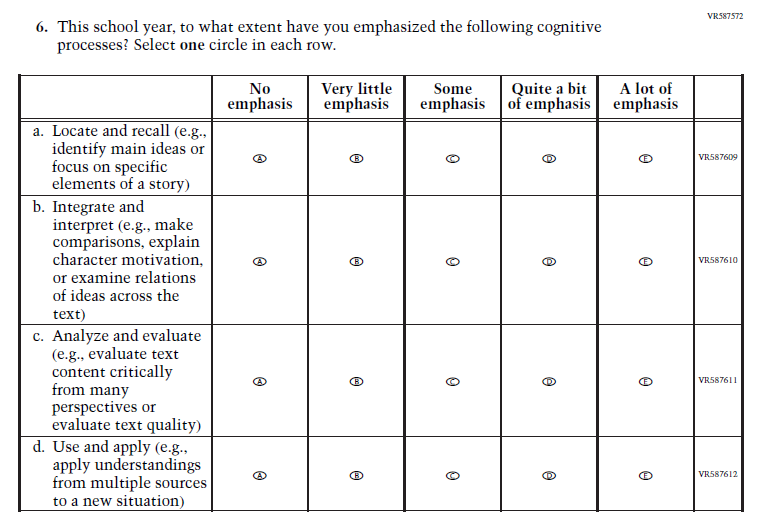 VR587572
6. This school year, to what extent have you emphasized the following cognitive
processes? Select one circle in each row.
No
emphasis
Very little
emphasis
Some
emphasis
Quite a bit
of emphasis
A lot of
emphasis
a. Locate and recall (e.g.,
identify main ideas or
focus on specific
elements of a story)
A B C D E VR587609
b. Integrate and
interpret (e.g., make
comparisons, explain
character motivation,
or examine relations
of ideas across the
text)
A B C D E VR587610
c. Analyze and evaluate
(e.g., evaluate text
content critically
from many
perspectives or
evaluate text quality)
A B C D E VR587611
d. Use and apply (e.g.,
apply understandings
from multiple sources
to a new situation)
A B C D E VR587612